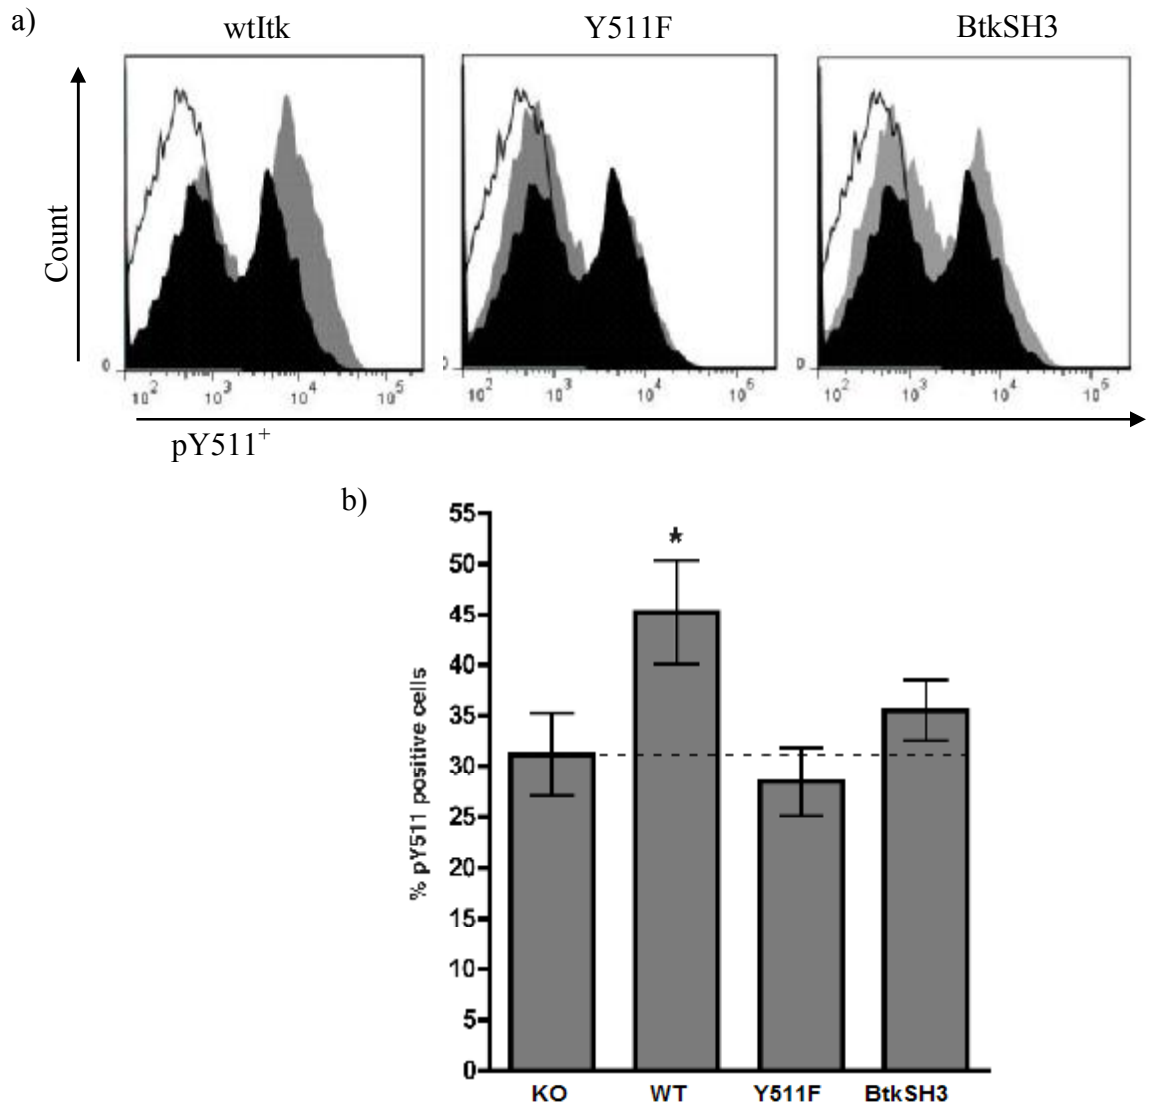 a)
wtItk Y511F BtkSH3
Count
0 10² 10³ 10⁴ 10⁵
10² 10³ 10⁴ 10⁵
0 10² 10³ 10⁴ 10⁵
pY511⁺
b)
% pY511 positive cells
55
50
*
45
40
35
30
25
20
15
10
5
0
KO WT Y511F BtkSH3